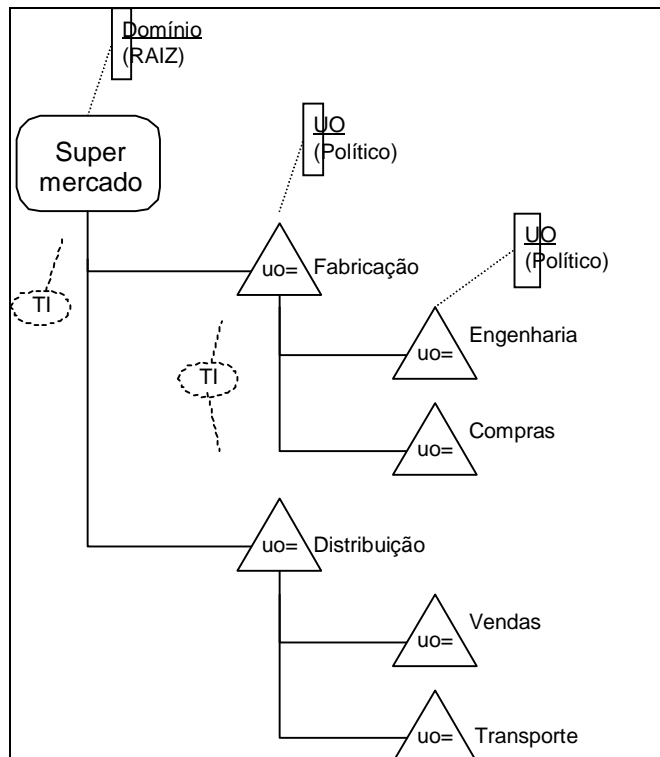 Domínio
(RAIZ)
Super
mercado
UO
(Político)
UO
(Político)
uo=
Fabricação
TI
TI
uo=
Engenharia
uo=
Compras
uo=
Distribuição
uo=
Vendas
uo=
Transporte